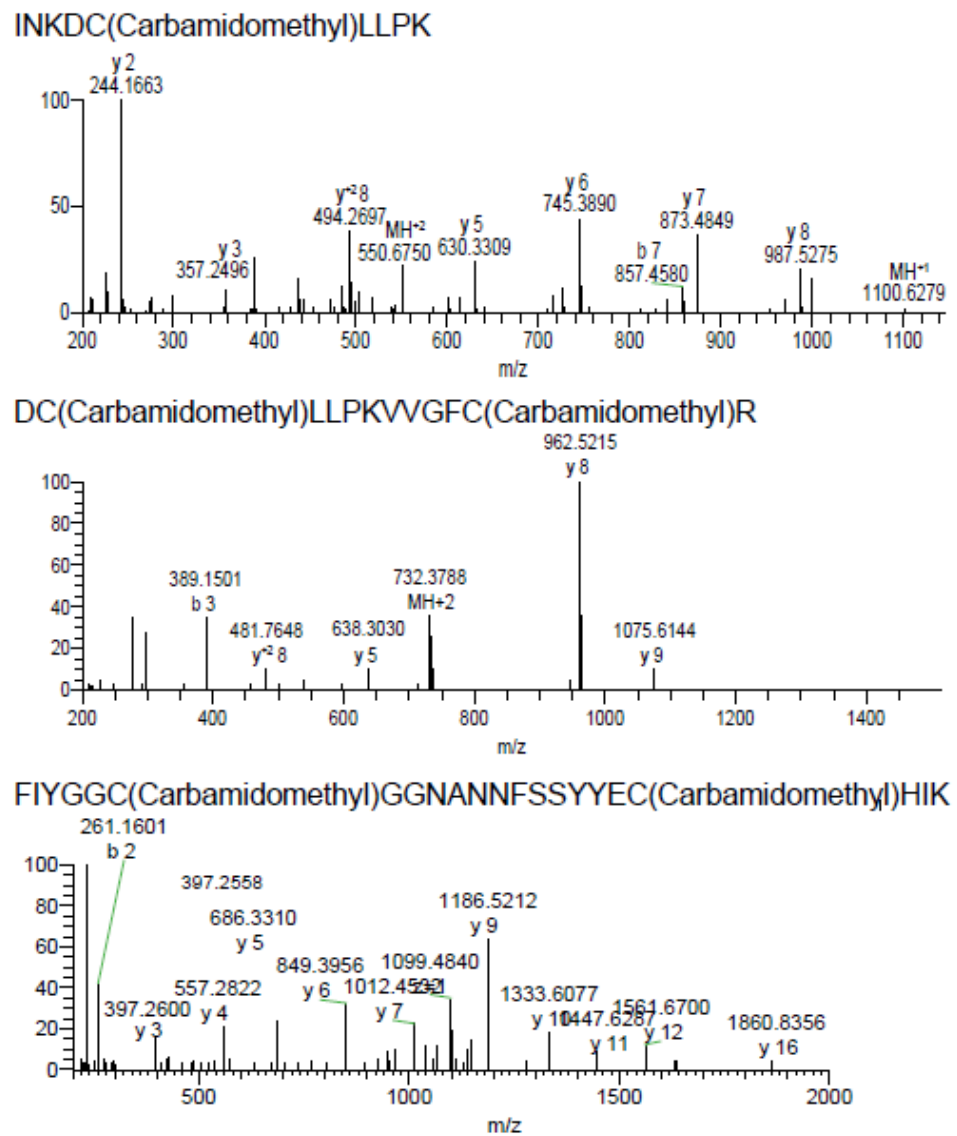 INKDC(Carbamidomethyl)LLPK
y 2
244.1663
100
50
0
y 3
357.2496
y⁺² 8
494.2697
MH⁺²
550.6750
y 5
630.3309
y 6
745.3890
b 7
857.4580
y 7
873.4849
y 8
987.5275
MH⁺¹
1100.6279
200 300 400 500 600 700 800 900 1000 1100
m/z
DC(Carbamidomethyl)LLPKVVGFC(Carbamidomethyl)R
962.5215
y 8
100
80
60
40
20
0
389.1501
b 3
481.7648
y⁺² 8
638.3030
y 5
732.3788
MH+2
1075.6144
y 9
200 400 600 800 1000 1200 1400
m/z
FIYGGC(Carbamidomethyl)GGNANNFSSYYEC(Carbamidomethyl)HIK
261.1601
b 2
100
80
60
40
20
0
397.2558
686.3310
y 5
397.2600
y 3
557.2822
y 4
849.3956
y 6
1099.4840
y 7
1186.5212
y 9
1333.6077
y 10
1447.6287
y 11
1561.6700
y 12
1860.8356
y 16
500 1000 1500 2000
m/z